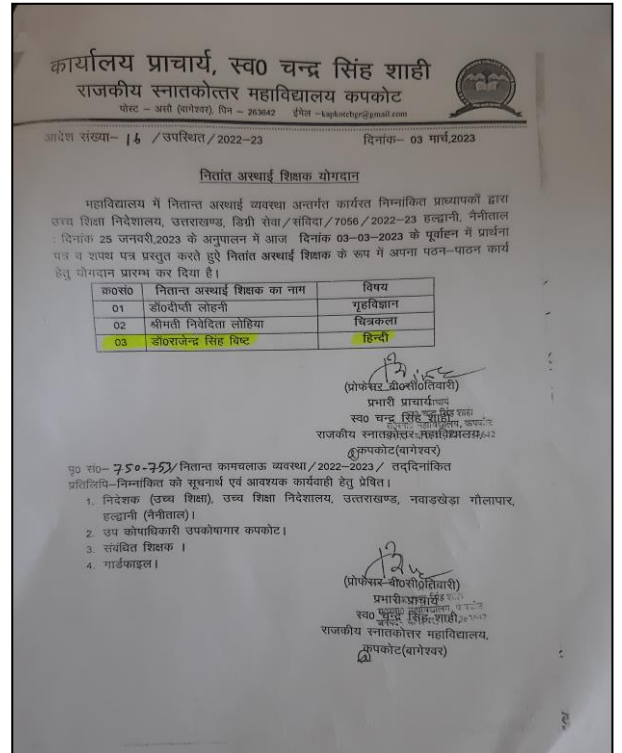 कार्यालय प्राचार्य, स्व0 चन्द्र सिंह शाही
राजकीय स्नातकोत्तर महाविद्यालय कपकोट
पोस्ट – असों (बागेश्वर), पिन – 263642 ईमेल –kapkotebgr@gmail.com
आदेश संख्या– 16 /उपस्थित/2022–23 दिनांक– 03 मार्च,2023
नितांत अस्थाई शिक्षक योगदान
महाविद्यालय में नितान्त अस्थाई व्यवस्था अन्तर्गत कार्यरत निम्नांकित प्राध्यापकों द्वारा
उच्च शिक्षा निदेशालय, उत्तराखण्ड, डिग्री सेवा/संविदा/7056/2022–23 हल्द्वानी, नैनीताल
: दिनांक 25 जनवरी,2023 के अनुपालन में आज दिनांक 03–03–2023 के पूर्वाहन में प्रार्थना
पत्र व शपथ पत्र प्रस्तुत करते हुऐ नितांत अस्थाई शिक्षक के रूप में अपना पठन–पाठन कार्य
हेतु योगदान प्रारम्भ कर दिया है।
क0सं0 नितान्त अस्थाई शिक्षक का नाम विषय
01 डॉ0दीप्ती लोहनी गृहविज्ञान
02 श्रीमती निवेदिता लोहिया चित्रकला
03 डॉ0राजेन्द्र सिंह विष्ट हिन्दी
(प्रोफेसर बी0सी0तिवारी)
प्रभारी प्राचार्य
स्व0 चन्द्र सिंह शाही
राजकीय स्नातकोत्तर महाविद्यालय,
कपकोट(बागेश्वर)
पृ0 सं0– 750-753/नितान्त कामचलाऊ व्यवस्था/2022–2023/ तद्दिनांकित
प्रतिलिपि–निम्नांकित को सूचनार्थ एवं आवश्यक कार्यवाही हेतु प्रेषित।
1. निदेशक (उच्च शिक्षा), उच्च शिक्षा निदेशालय, उत्तराखण्ड, नवाड़खेड़ा गौलापार,
हल्द्वानी (नैनीताल)।
2. उप कोषाधिकारी उपकोषागार कपकोट।
3. संबंधित शिक्षक ।
4. गार्डफाइल।
(प्रोफेसर बी0सी0तिवारी)
प्रभारी प्राचार्य
स्व0 चन्द्र सिंह शाही,
राजकीय स्नातकोत्तर महाविद्यालय,
कपकोट(बागेश्वर)